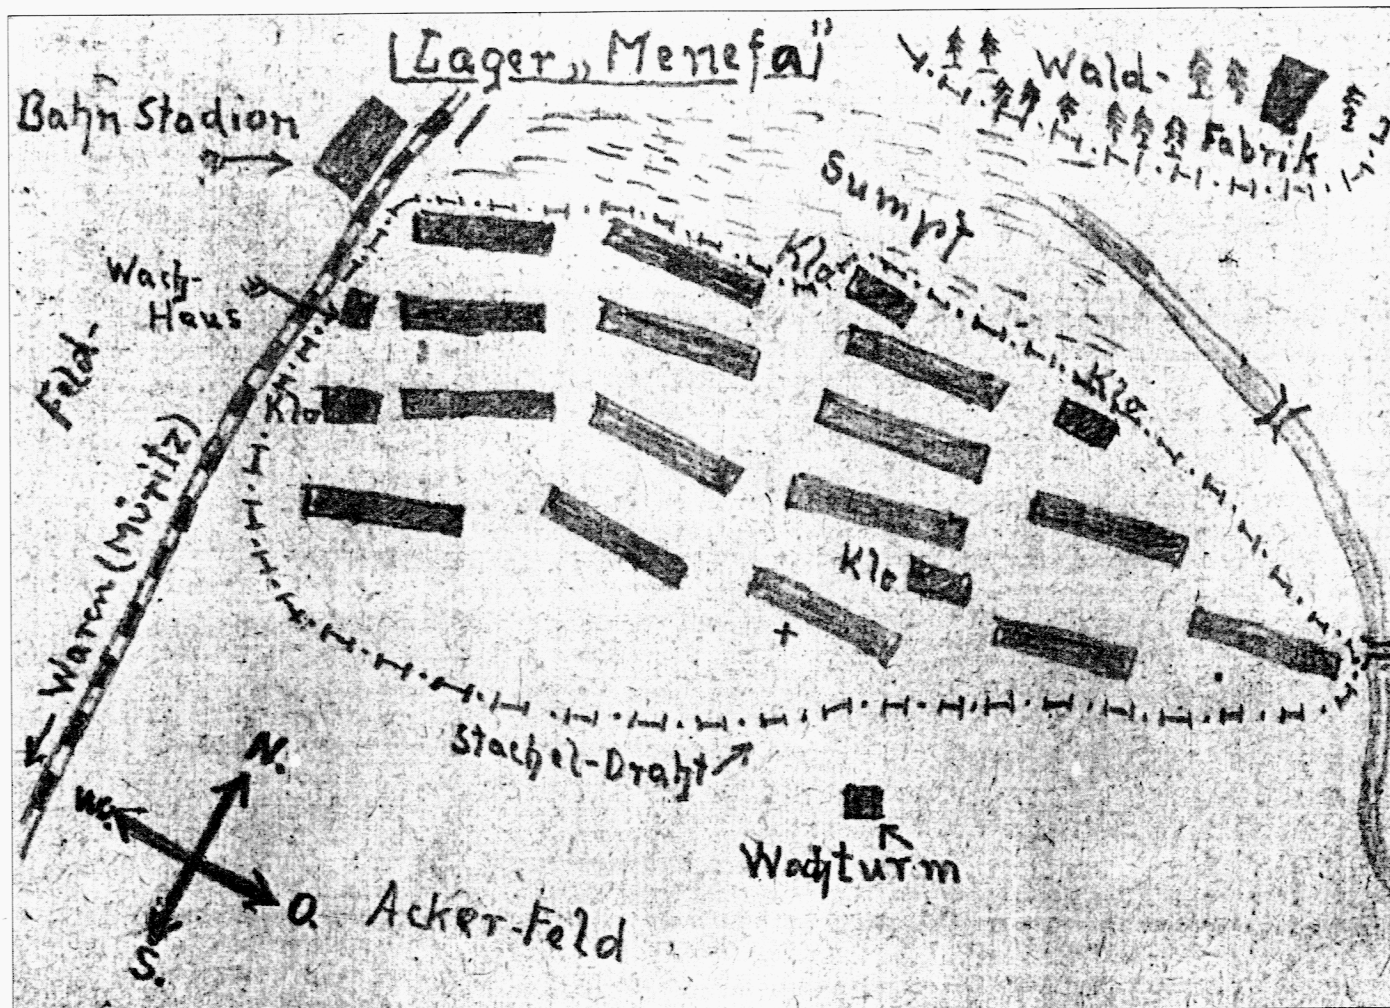 Lager „Menefa"
Bahn Stadion
Wald-
Fabrik
Sumpf
Klo
Wach-
Haus
Feld-
Klo
Klo
Waren (Müritz)
Klo
Stachel-Draht
N.
W.
O.
S.
Wachturm
Acker-Feld